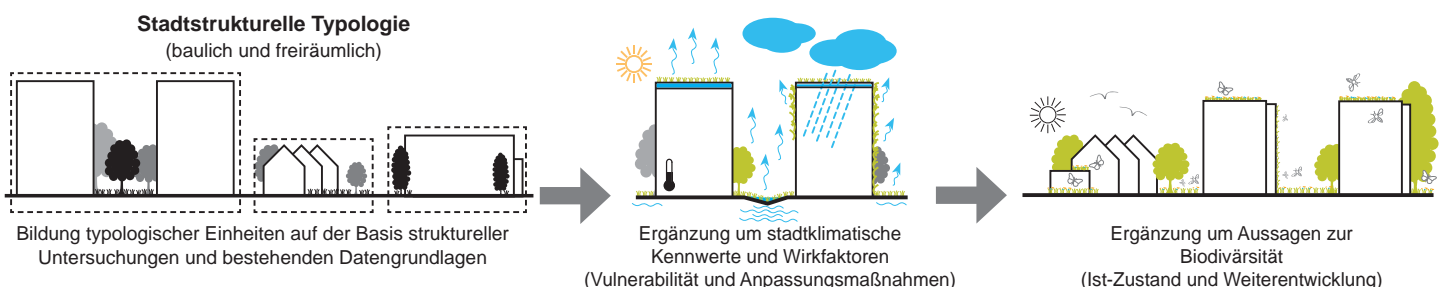 Stadtstrukturelle Typologie
(baulich und freiräumlich)
Bildung typologischer Einheiten auf der Basis struktureller
Untersuchungen und bestehenden Datengrundlagen
Ergänzung um stadtklimatische
Kennwerte und Wirkfaktoren
(Vulnerabilität und Anpassungsmaßnahmen)
Ergänzung um Aussagen zur
Biodivärsität
(Ist-Zustand und Weiterentwicklung)